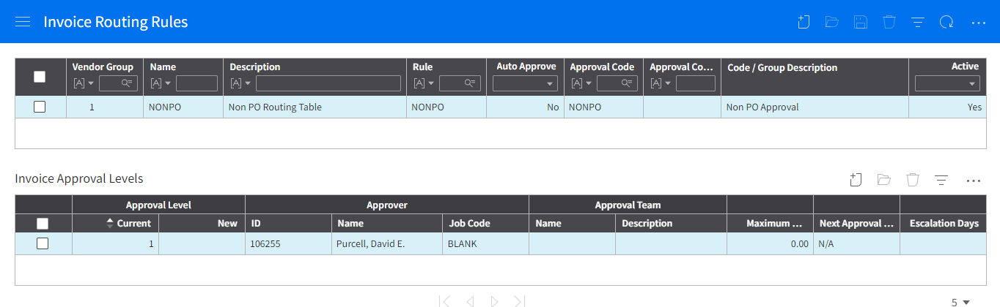 Invoice Routing Rules
Vendor Group Name Description Rule Auto Approve Approval Code Approval Co... Code / Group Description Active
[A] [A] [A] [A] [A] [A]
1 NONPO Non PO Routing Table NONPO No NONPO Non PO Approval Yes
Invoice Approval Levels
Approval Level Approver Approval Team
Current New ID Name Job Code Name Description Maximum ... Next Approval ... Escalation Days
1 106255 Purcell, David E. BLANK 0.00 N/A
5